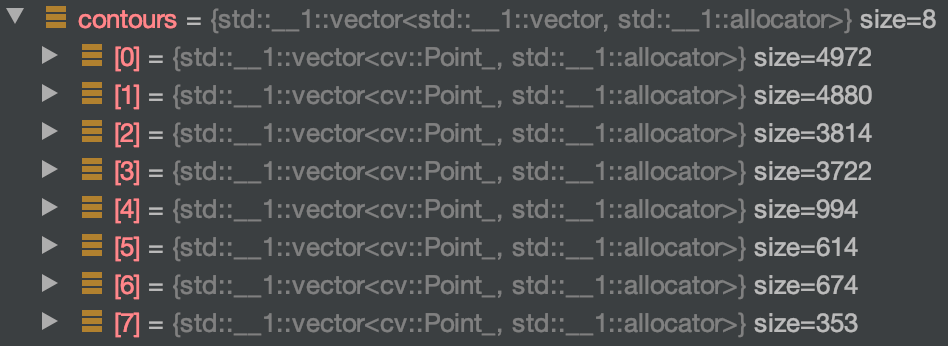 contours = {std::__1::vector<std::__1::vector, std::__1::allocator>} size=8
[0] = {std::__1::vector<cv::Point_, std::__1::allocator>} size=4972
[1] = {std::__1::vector<cv::Point_, std::__1::allocator>} size=4880
[2] = {std::__1::vector<cv::Point_, std::__1::allocator>} size=3814
[3] = {std::__1::vector<cv::Point_, std::__1::allocator>} size=3722
[4] = {std::__1::vector<cv::Point_, std::__1::allocator>} size=994
[5] = {std::__1::vector<cv::Point_, std::__1::allocator>} size=614
[6] = {std::__1::vector<cv::Point_, std::__1::allocator>} size=674
[7] = {std::__1::vector<cv::Point_, std::__1::allocator>} size=353